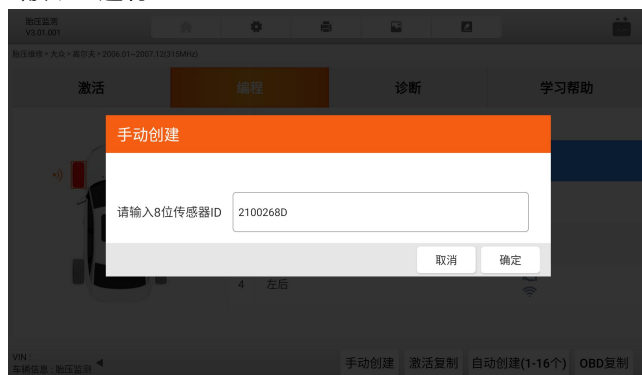 胎压监测
V3.01.001
胎压维修 > 大众 > 高尔夫 > 2006.01-2007.12(315MHz)
激活 编程 诊断 学习帮助
手动创建
请输入8位传感器ID 2100268D
取消 确定
4 左后
VIN :
车辆信息 : 胎压监测
手动创建 激活复制 自动创建(1-16个) OBD复制